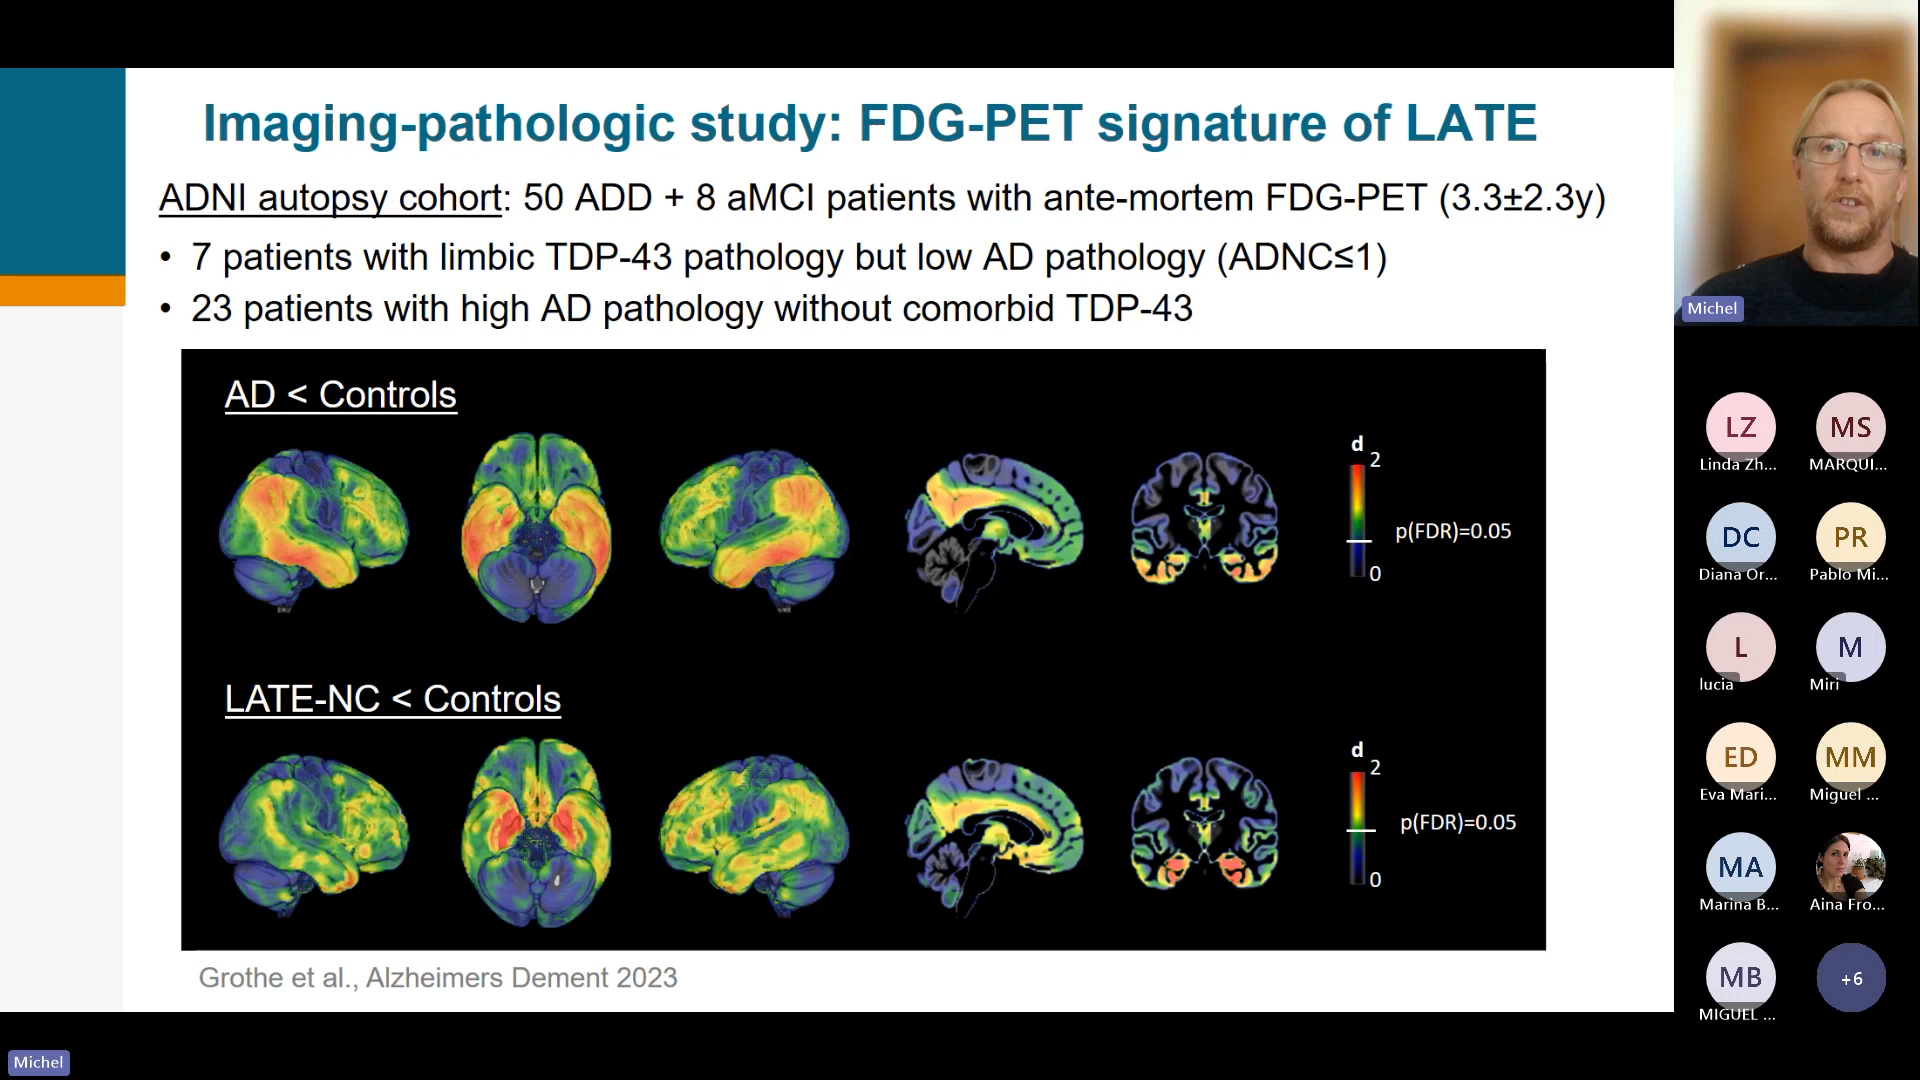 Imaging-pathologic study: FDG-PET signature of LATE
ADNI autopsy cohort: 50 ADD + 8 aMCI patients with ante-mortem FDG-PET (3.3±2.3y)
• 7 patients with limbic TDP-43 pathology but low AD pathology (ADNC≤1)
• 23 patients with high AD pathology without comorbid TDP-43
AD < Controls
d
2
p(FDR)=0.05
0
LATE-NC < Controls
d
2
p(FDR)=0.05
0
Grothe et al., Alzheimers Dement 2023
Michel
Michel
LZ
Linda Zh...
MS
MARQUI...
DC
Diana Or...
PR
Pablo Mi...
L
lucia
M
Miri
ED
Eva Mari...
MM
Miguel ...
MA
Marina B...
Aina Fro...
MB
MIGUEL ...
+6